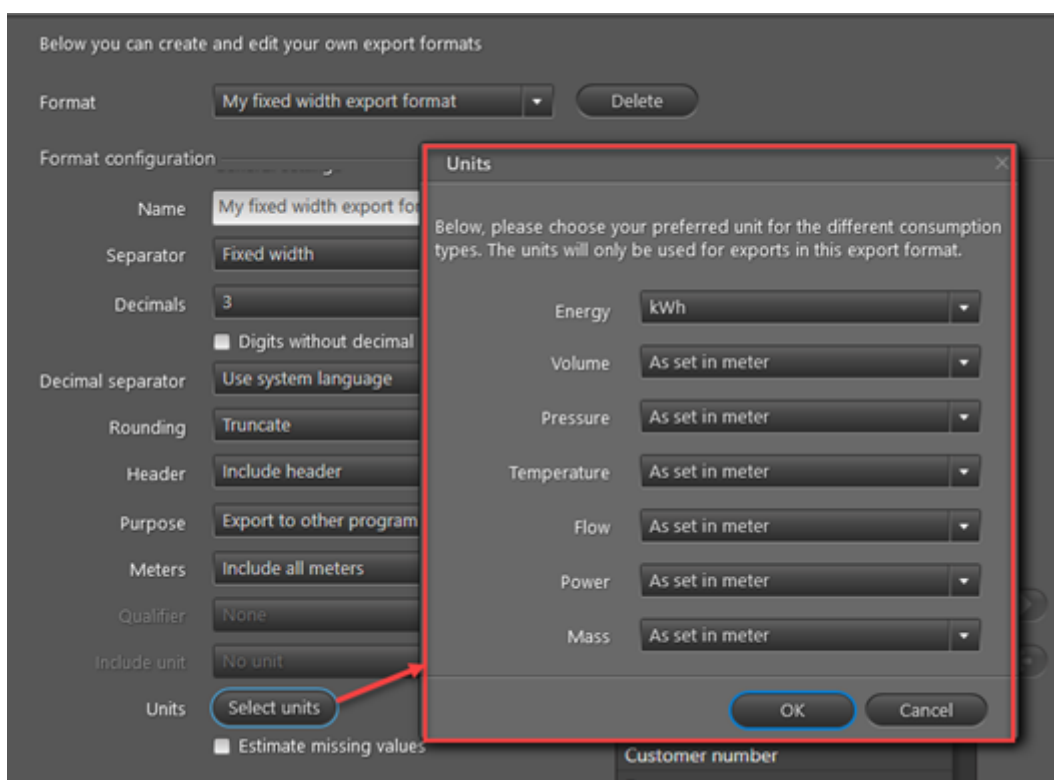 Below you can create and edit your own export formats
Format My fixed width export format Delete
Format configuration
Name My fixed width export for
Separator Fixed width
Decimals 3
Digits without decimal
Decimal separator Use system language
Rounding Truncate
Header Include header
Purpose Export to other program
Meters Include all meters
Qualifier None
Include unit No unit
Units Select units
Estimate missing values
Units
Below, please choose your preferred unit for the different consumption
types. The units will only be used for exports in this export format.
Energy kWh
Volume As set in meter
Pressure As set in meter
Temperature As set in meter
Flow As set in meter
Power As set in meter
Mass As set in meter
OK Cancel
Customer number